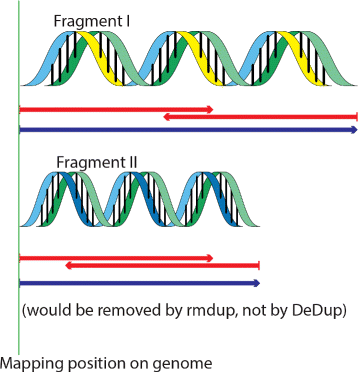 Fragment I
Fragment II
(would be removed by rmdup, not by DeDup)
Mapping position on genome